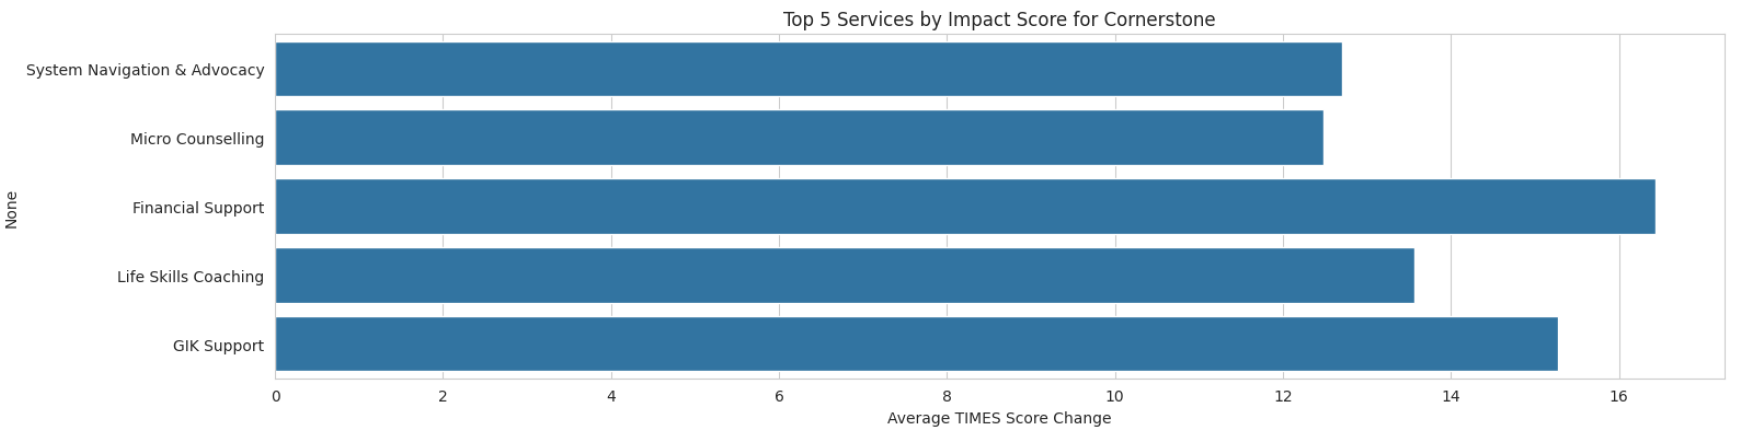 Top 5 Services by Impact Score for Cornerstone
None
System Navigation & Advocacy
Micro Counselling
Financial Support
Life Skills Coaching
GIK Support
0 2 4 6 8 10 12 14 16
Average TIMES Score Change